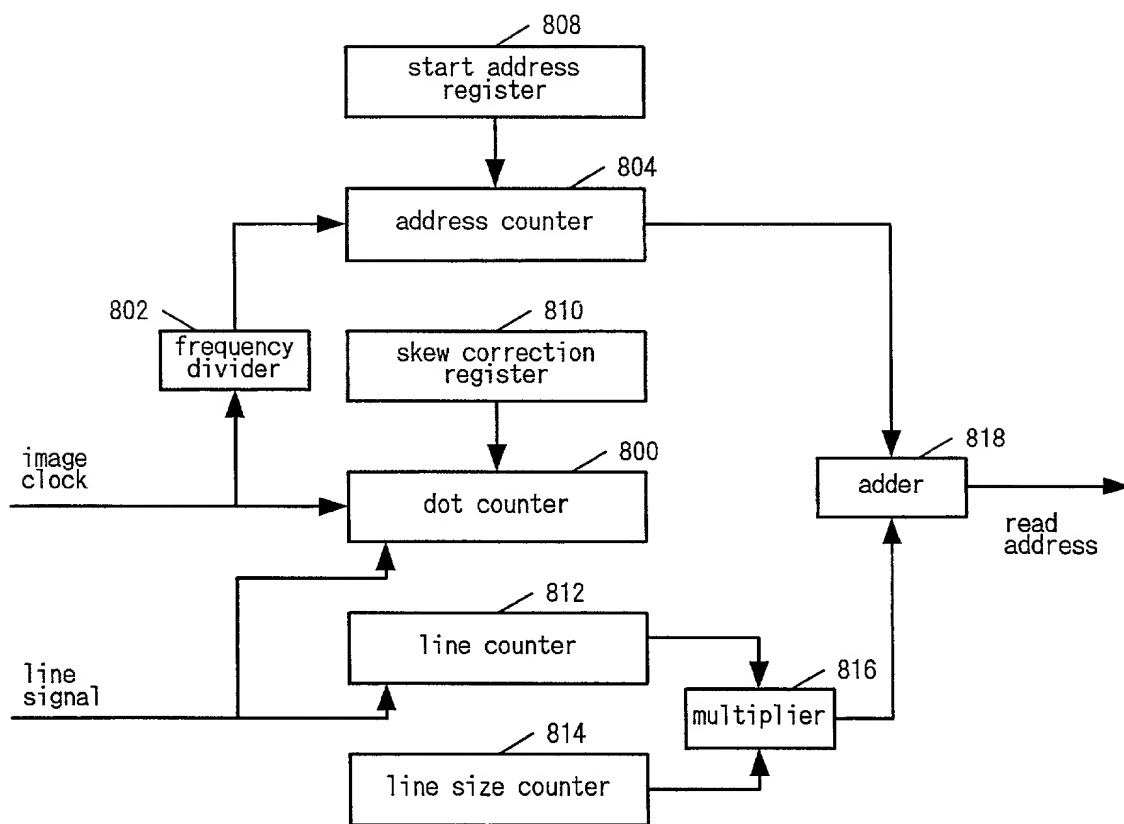 808
start address
register
804
address counter
802
frequency
divider
810
skew correction
register
image
clock
800
dot counter
818
adder
read
address
812
line counter
line
signal
816
multiplier
814
line size counter